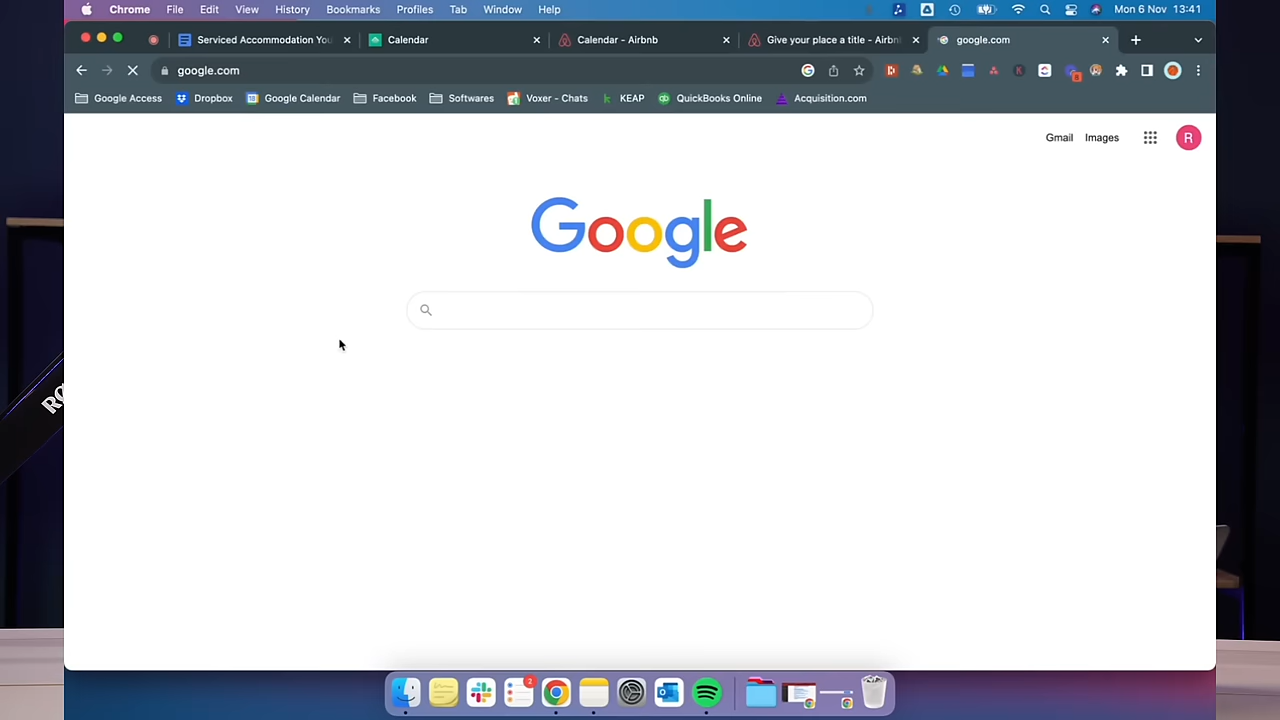 Chrome File Edit View History Bookmarks Profiles Tab Window Help Mon 6 Nov 13:41
Serviced Accommodation You Calendar Calendar - Airbnb Give your place a title - Airbn google.com
google.com
Google Access Dropbox Google Calendar Facebook Softwares Voxer - Chats KEAP QuickBooks Online Acquisition.com
Gmail Images R
Google
2